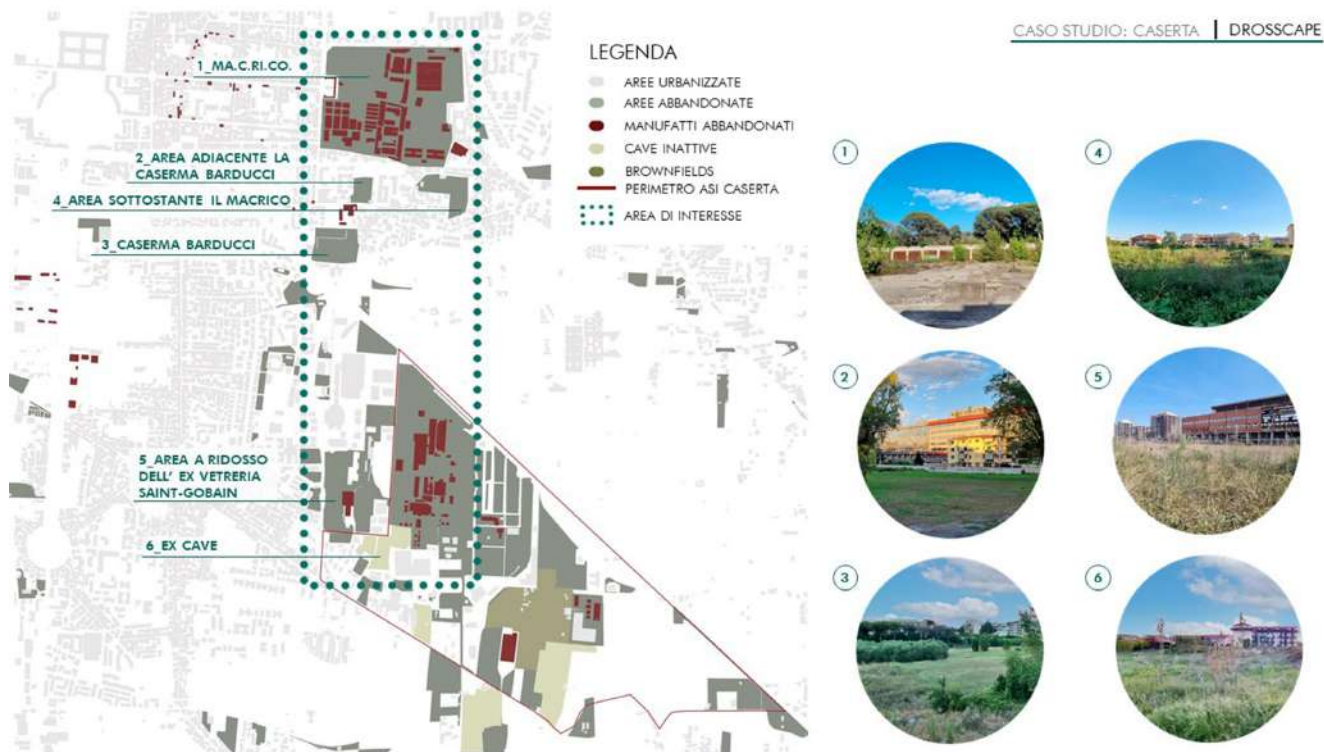 CASO STUDIO: CASERTA | DROSSCAPE
1_MA.C.RI.CO.
2_AREA ADIACENTE LA
CASERMA BARDUCCI
4_AREA SOTTOSTANTE IL MACRICO
3_CASERMA BARDUCCI
5_AREA A RIDOSSO
DELL' EX VETRERIA
SAINT-GOBAIN
6_EX CAVE
LEGENDA
AREE URBANIZZATE
AREE ABBANDONATE
MANUFATTI ABBANDONATI
CAVE INATTIVE
BROWNFIELDS
PERIMETRO ASI CASERTA
AREA DI INTERESSE
1
4
2
5
3
6